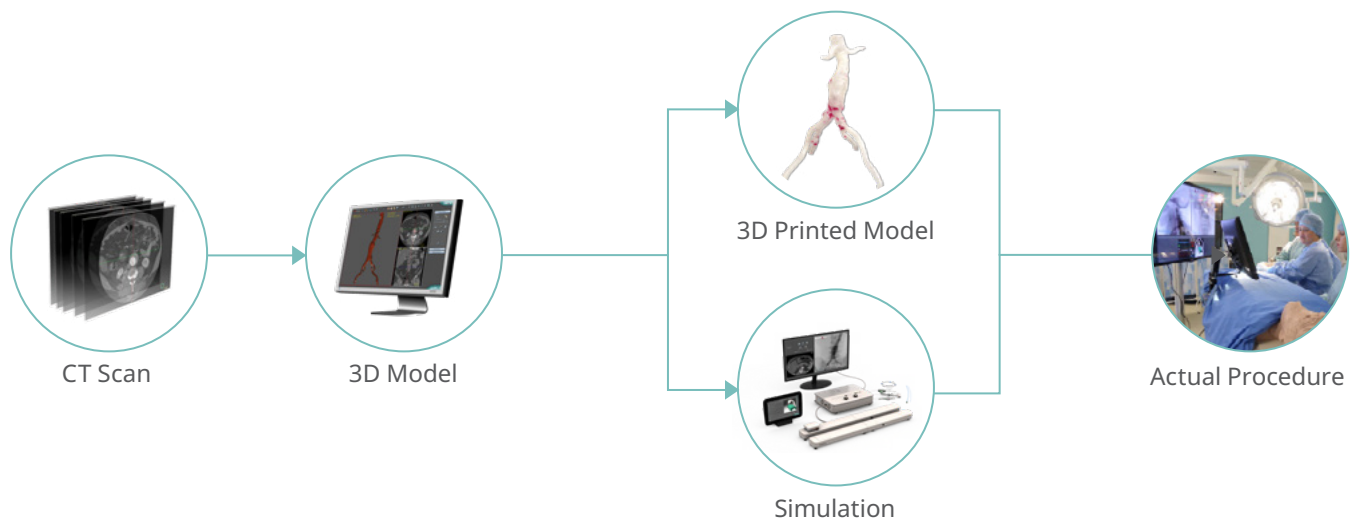 CT Scan
3D Model
3D Printed Model
Simulation
Actual Procedure